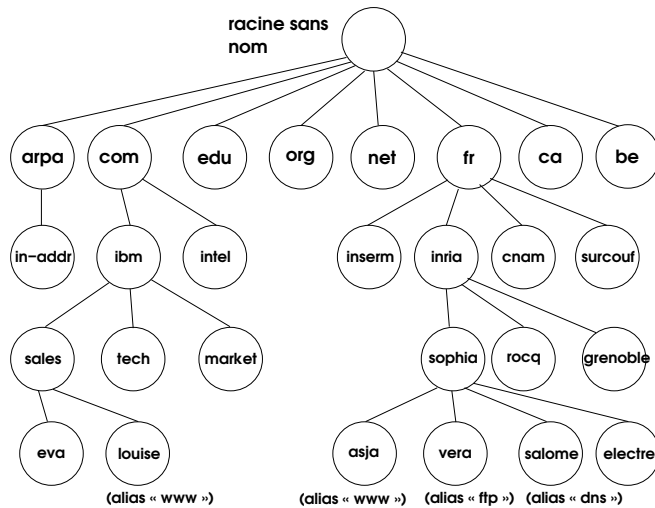 racine sans
nom
arpa com edu org net fr ca be
in-addr ibm intel inserm inria cnam surcouf
sales tech market sophia rocq grenoble
eva louise asja vera salome electre
(alias « www ») (alias « www ») (alias « ftp ») (alias « dns »)